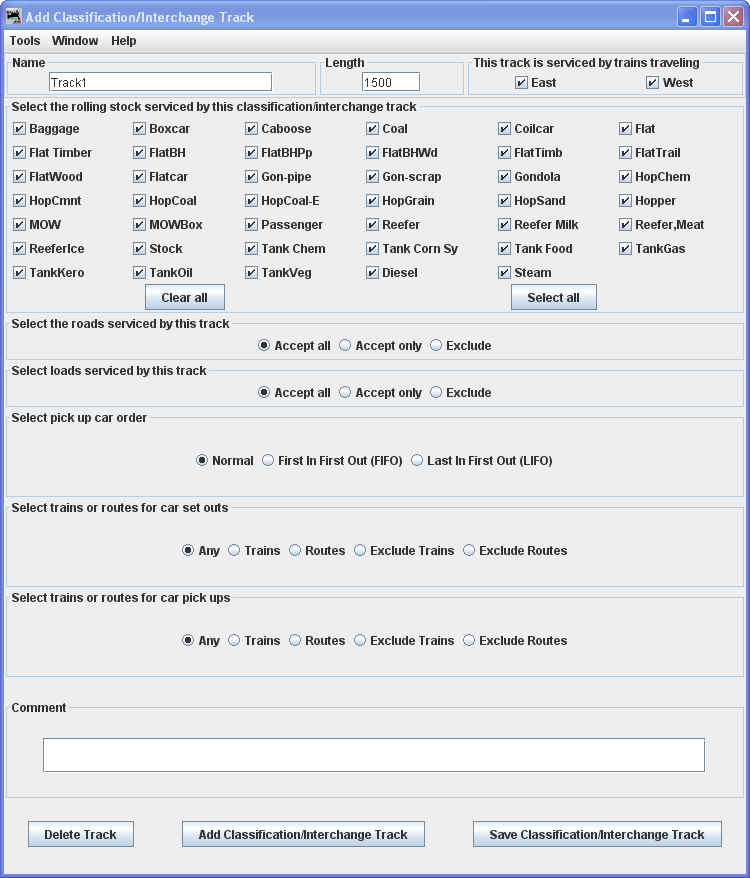 Add Classification/Interchange Track
Tools Window Help
Name Length This track is serviced by trains traveling
Track1 1500 East West
Select the rolling stock serviced by this classification/interchange track
Baggage Boxcar Caboose Coal Coilcar Flat
Flat Timber FlatBH FlatBHPp FlatBHWd FlatTimb FlatTrail
FlatWood Flatcar Gon-pipe Gon-scrap Gondola HopChem
HopCmnt HopCoal HopCoal-E HopGrain HopSand Hopper
MOW MOWBox Passenger Reefer Reefer Milk Reefer,Meat
ReeferIce Stock Tank Chem Tank Corn Sy Tank Food TankGas
TankKero TankOil TankVeg Diesel Steam
Clear all Select all
Select the roads serviced by this track
Accept all Accept only Exclude
Select loads serviced by this track
Accept all Accept only Exclude
Select pick up car order
Normal First In First Out (FIFO) Last In First Out (LIFO)
Select trains or routes for car set outs
Any Trains Routes Exclude Trains Exclude Routes
Select trains or routes for car pick ups
Any Trains Routes Exclude Trains Exclude Routes
Comment
Delete Track Add Classification/Interchange Track Save Classification/Interchange Track